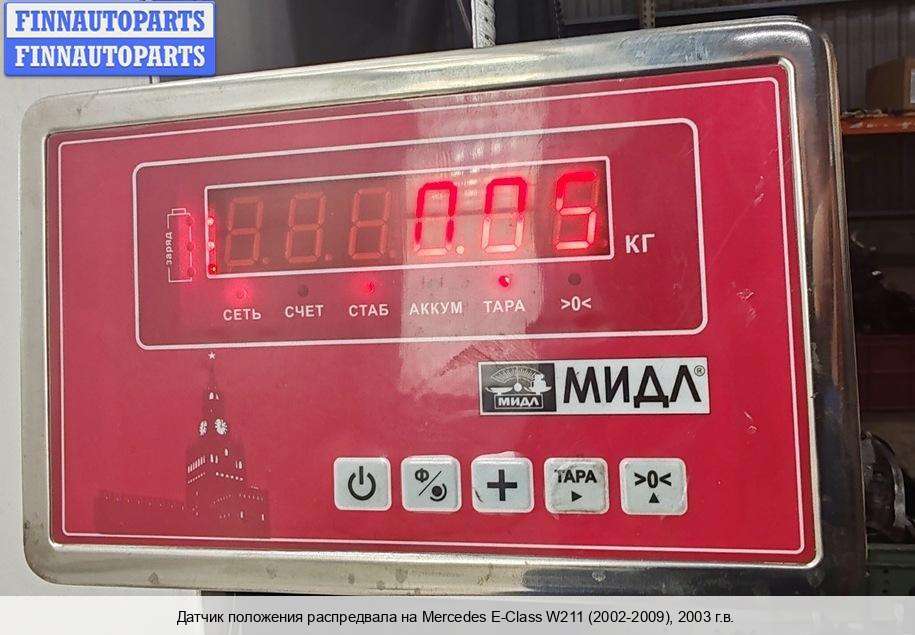 FINNAUTOPARTS
FINNAUTOPARTS
0.05
КГ
заряд
СЕТЬ СЧЕТ СТАБ АККУМ ТАРА >0<
МИДЛ МИДЛ®
Ф/ + ТАРА >0<
Датчик положения распредвала на Mercedes E-Class W211 (2002-2009), 2003 г.в.